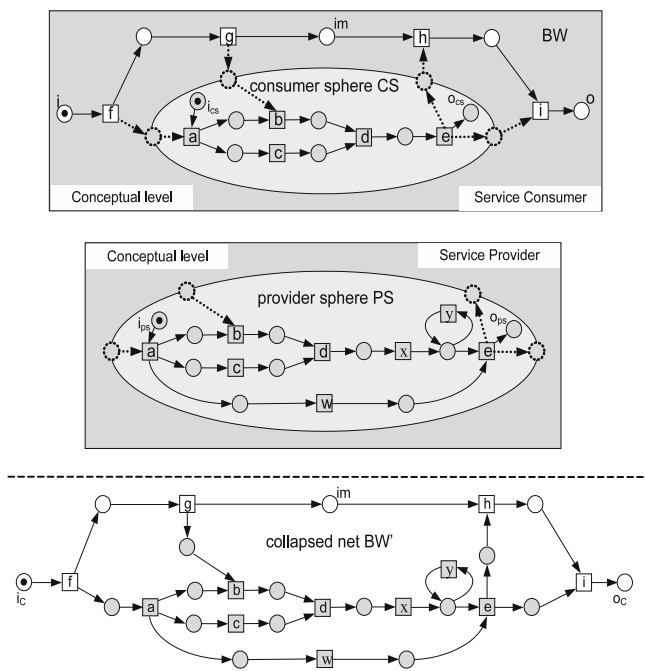 im
BW
g
h
consumer sphere CS
i
i_cs
o_cs
o
f
i
b
a
d
e
c
Conceptual level
Service Consumer
Conceptual level
Service Provider
provider sphere PS
i_ps
y
o_ps
b
a
d
x
e
c
w
g
im
h
collapsed net BW'
y
f
i
i_C
b
o_C
a
d
x
e
c
w